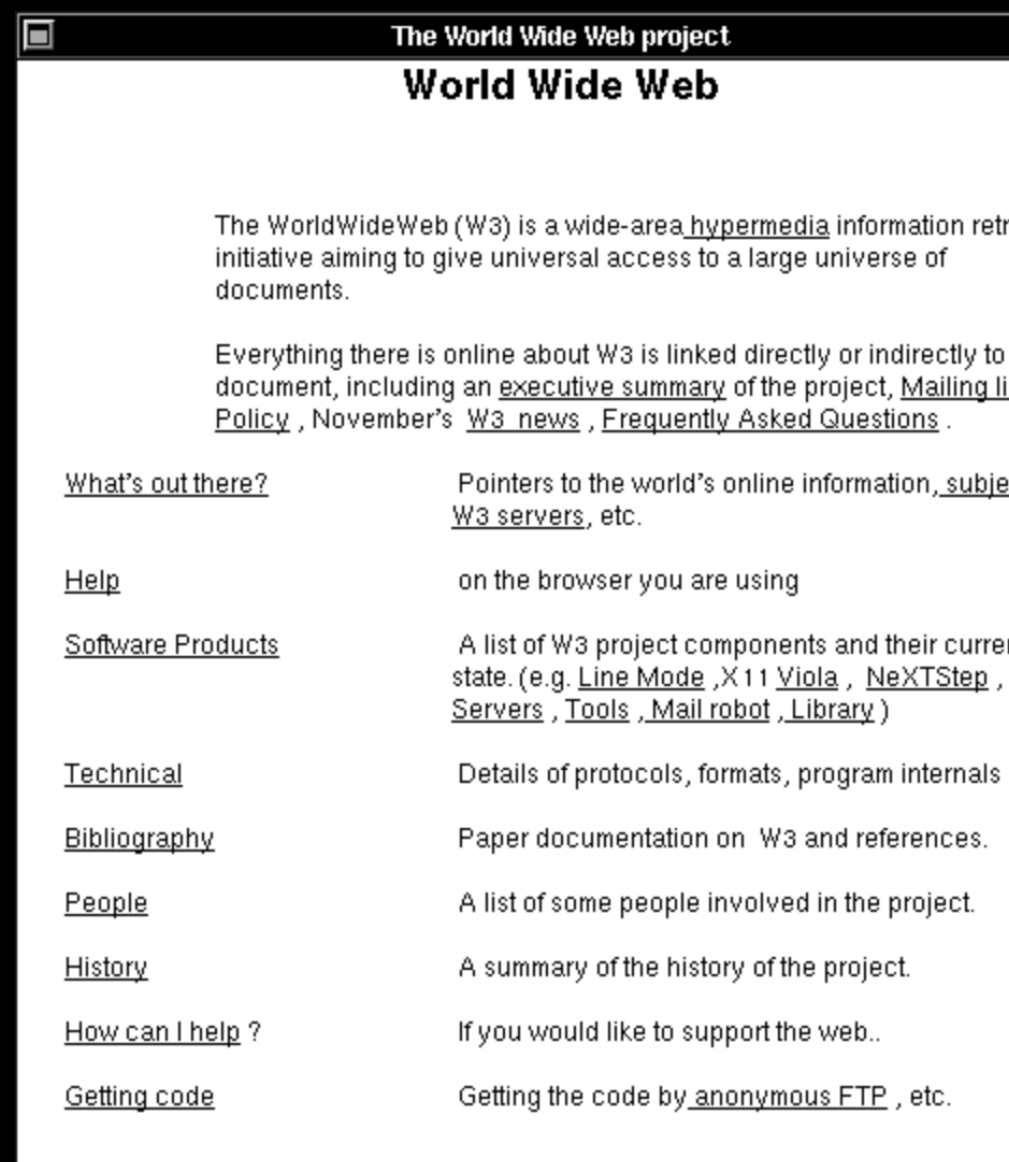 The World Wide Web project
World Wide Web
The WorldWideWeb (W3) is a wide-area hypermedia information retr
initiative aiming to give universal access to a large universe of
documents.
Everything there is online about W3 is linked directly or indirectly to
document, including an executive summary of the project, Mailing li
Policy , November's W3 news , Frequently Asked Questions .
What's out there? Pointers to the world's online information, subje
W3 servers, etc.
Help on the browser you are using
Software Products A list of W3 project components and their curre
state. (e.g. Line Mode ,X11 Viola , NeXTStep ,
Servers , Tools , Mail robot , Library )
Technical Details of protocols, formats, program internals
Bibliography Paper documentation on W3 and references.
People A list of some people involved in the project.
History A summary of the history of the project.
How can I help ? If you would like to support the web..
Getting code Getting the code by anonymous FTP , etc.